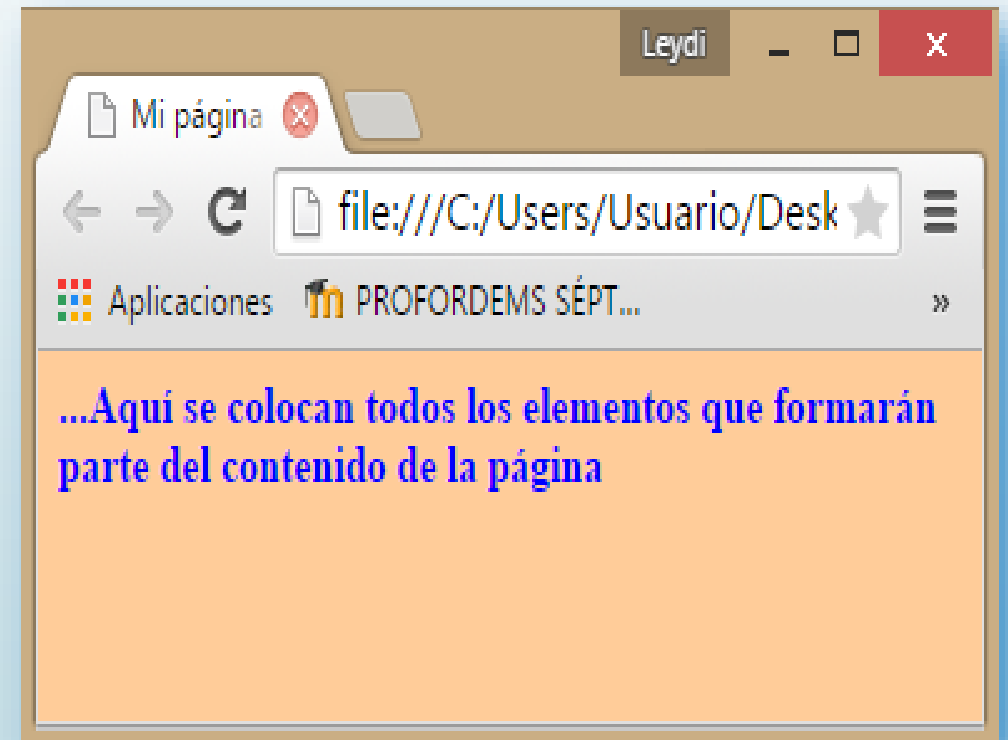 Leydi
Mi página
file:///C:/Users/Usuario/Desk
Aplicaciones PROFORDEMS SÉPT...
...Aquí se colocan todos los elementos que formarán
parte del contenido de la página